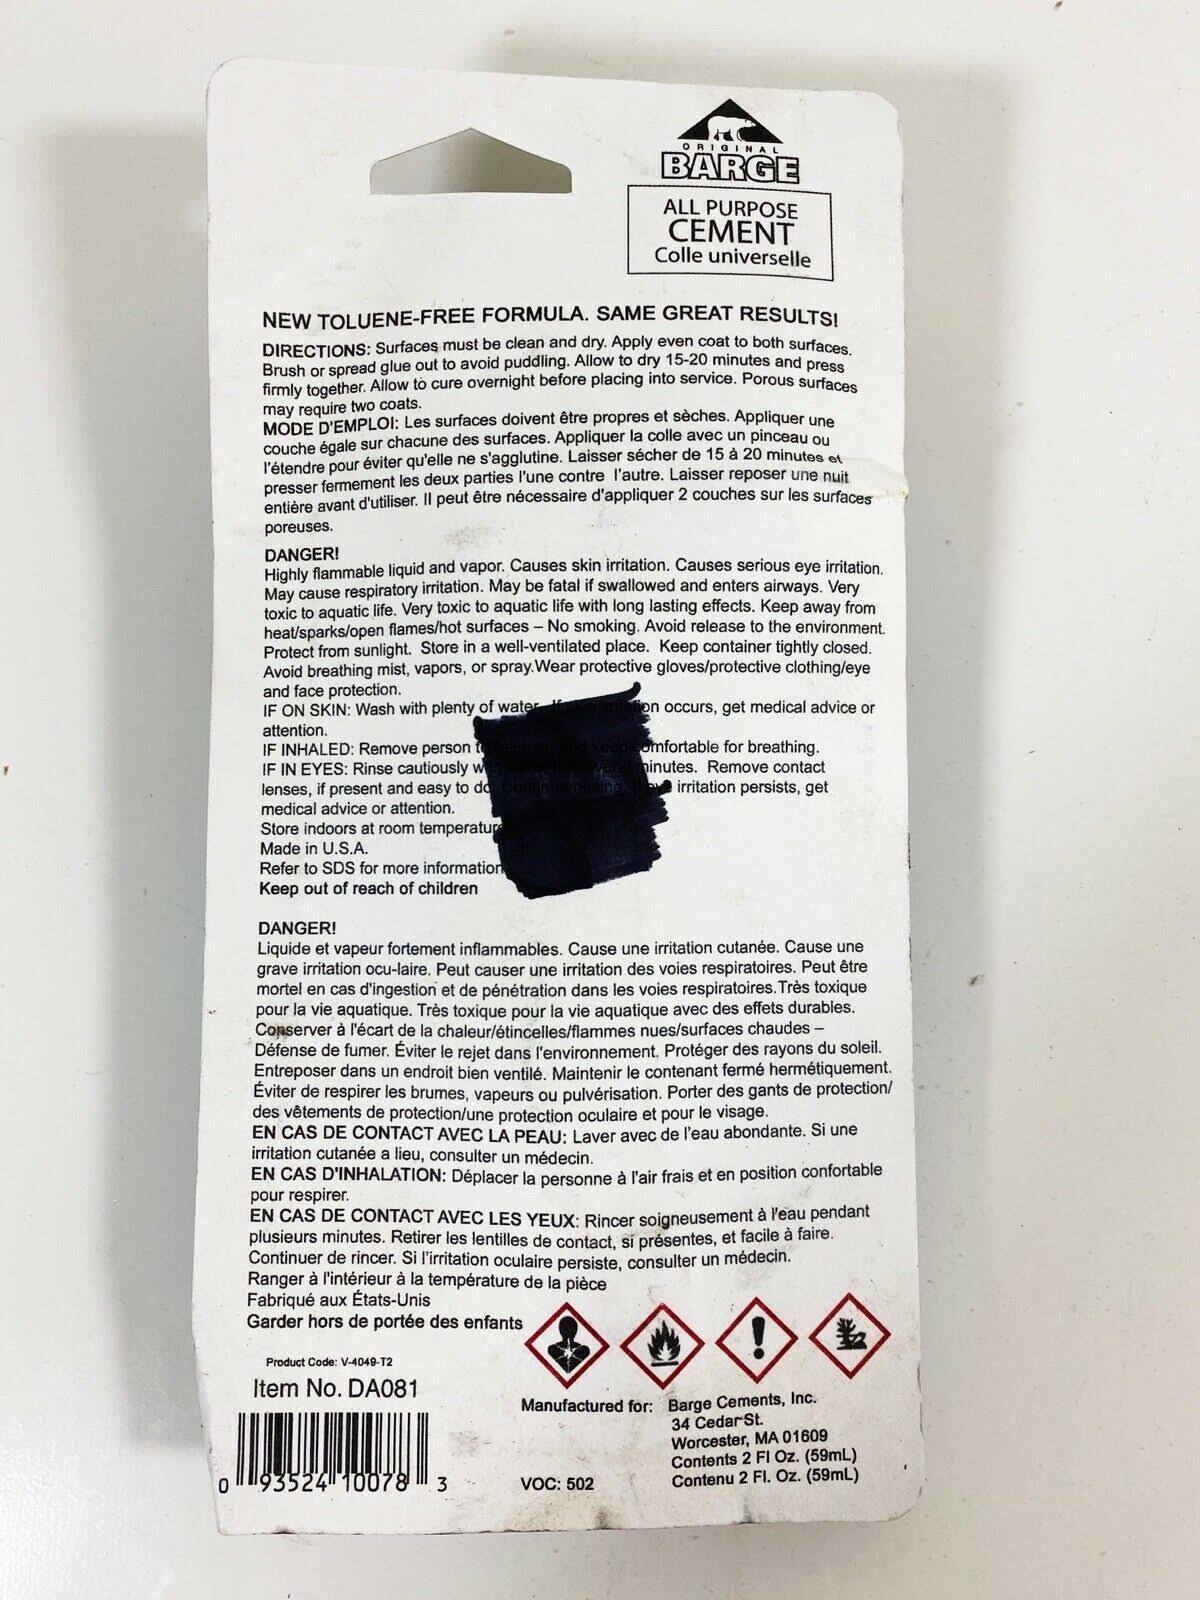 ORIGINAL
BARGE
ALL PURPOSE
CEMENT
Colle universelle
NEW TOLUENE-FREE FORMULA. SAME GREAT RESULTS!
DIRECTIONS: Surfaces must be clean and dry. Apply even coat to both surfaces.
Brush or spread glue out to avoid puddling. Allow to dry 15-20 minutes and press
firmly together. Allow to cure overnight before placing into service. Porous surfaces
may require two coats.
MODE D'EMPLOI: Les surfaces doivent être propres et sèches. Appliquer une
couche égale sur chacune des surfaces. Appliquer la colle avec un pinceau ou
l'étendre pour éviter qu'elle ne s'agglutine. Laisser sécher de 15 à 20 minutes et
presser fermement les deux parties l'une contre l'autre. Laisser reposer une nuit
entière avant d'utiliser. Il peut être nécessaire d'appliquer 2 couches sur les surfaces
poreuses.
DANGER!
Highly flammable liquid and vapor. Causes skin irritation. Causes serious eye irritation.
May cause respiratory irritation. May be fatal if swallowed and enters airways. Very
toxic to aquatic life. Very toxic to aquatic life with long lasting effects. Keep away from
heat/sparks/open flames/hot surfaces – No smoking. Avoid release to the environment.
Protect from sunlight. Store in a well-ventilated place. Keep container tightly closed.
Avoid breathing mist, vapors, or spray.Wear protective gloves/protective clothing/eye
and face protection.
IF ON SKIN: Wash with plenty of water. If skin irritation occurs, get medical advice or
attention.
IF INHALED: Remove person to and keep comfortable for breathing.
IF IN EYES: Rinse cautiously minutes. Remove contact
lenses, if present and easy to do. irritation persists, get
medical advice or attention.
Store indoors at room temperature
Made in U.S.A.
Refer to SDS for more information
Keep out of reach of children
DANGER!
Liquide et vapeur fortement inflammables. Cause une irritation cutanée. Cause une
grave irritation ocu-laire. Peut causer une irritation des voies respiratoires. Peut être
mortel en cas d'ingestion et de pénétration dans les voies respiratoires.Très toxique
pour la vie aquatique. Très toxique pour la vie aquatique avec des effets durables.
Conserver à l'écart de la chaleur/étincelles/flammes nues/surfaces chaudes –
Défense de fumer. Éviter le rejet dans l'environnement. Protéger des rayons du soleil.
Entreposer dans un endroit bien ventilé. Maintenir le contenant fermé hermétiquement.
Éviter de respirer les brumes, vapeurs ou pulvérisation. Porter des gants de protection/
des vêtements de protection/une protection oculaire et pour le visage.
EN CAS DE CONTACT AVEC LA PEAU: Laver avec de l'eau abondante. Si une
irritation cutanée a lieu, consulter un médecin.
EN CAS D'INHALATION: Déplacer la personne à l'air frais et en position confortable
pour respirer.
EN CAS DE CONTACT AVEC LES YEUX: Rincer soigneusement à l'eau pendant
plusieurs minutes. Retirer les lentilles de contact, si présentes, et facile à faire.
Continuer de rincer. Si l'irritation oculaire persiste, consulter un médecin.
Ranger à l'intérieur à la température de la pièce
Fabriqué aux États-Unis
Garder hors de portée des enfants
Product Code: V-4049-T2
Item No. DA081
0 93524 10078 3
VOC: 502
Manufactured for: Barge Cements, Inc.
34 Cedar St.
Worcester, MA 01609
Contents 2 Fl Oz. (59mL)
Contenu 2 Fl. Oz. (59mL)